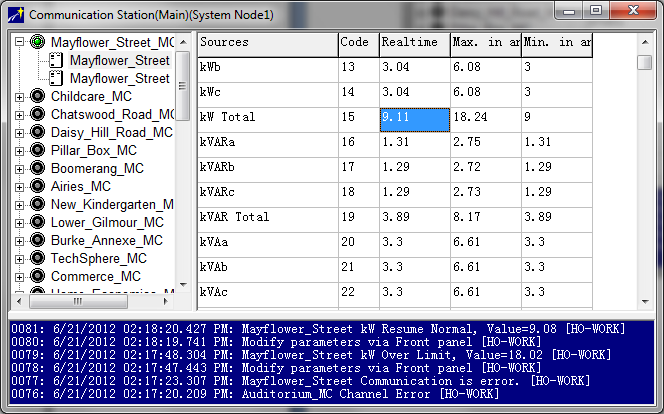 Communication Station(Main)(System Node1)
Mayflower_Street_MC
Mayflower_Street
Mayflower_Street
Childcare_MC
Chatswood_Road_MC
Daisy_Hill_Road_MC
Pillar_Box_MC
Boomerang_MC
Airies_MC
New_Kindergarten_MC
Lower_Gilmour_MC
Burke_Annexe_MC
TechSphere_MC
Commerce_MC
Home_Economics_MC
Sources Code Realtime Max. in an Min. in an
kWb 13 3.04 6.08 3
kWc 14 3.04 6.08 3
kW Total 15 9.11 18.24 9
kVARa 16 1.31 2.75 1.31
kVARb 17 1.29 2.72 1.29
kVARc 18 1.29 2.73 1.29
kVAR Total 19 3.89 8.17 3.89
kVAa 20 3.3 6.61 3.3
kVAb 21 3.3 6.61 3.3
kVAc 22 3.3 6.61 3.3
0081: 6/21/2012 02:18:20.427 PM: Mayflower_Street kW Resume Normal, Value=9.08 [HO-WORK]
0080: 6/21/2012 02:18:19.741 PM: Modify parameters via Front panel [HO-WORK]
0079: 6/21/2012 02:17:48.304 PM: Mayflower_Street kW Over Limit, Value=18.02 [HO-WORK]
0078: 6/21/2012 02:17:47.443 PM: Modify parameters via Front panel [HO-WORK]
0077: 6/21/2012 02:17:23.307 PM: Mayflower_Street Communication is error. [HO-WORK]
0076: 6/21/2012 02:17:20.209 PM: Auditorium_MC Channel Error [HO-WORK]